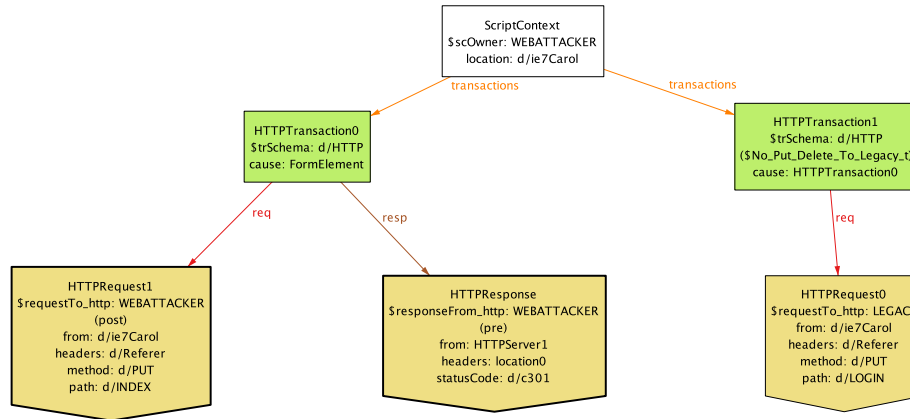 ScriptContext
$scOwner: WEBATTACKER
location: d/ie7Carol
transactions
transactions
HTTPTransaction0
$trSchema: d/HTTP
cause: FormElement
HTTPTransaction1
$trSchema: d/HTTP
($No_Put_Delete_To_Legacy_t)
cause: HTTPTransaction0
req
resp
req
HTTPRequest1
$requestTo_http: WEBATTACKER
(post)
from: d/ie7Carol
headers: d/Referer
method: d/PUT
path: d/INDEX
HTTPResponse
$responseFrom_http: WEBATTACKER
(pre)
from: HTTPServer1
headers: location0
statusCode: d/c301
HTTPRequest0
$requestTo_http: LEGAC
from: d/ie7Carol
headers: d/Referer
method: d/PUT
path: d/LOGIN